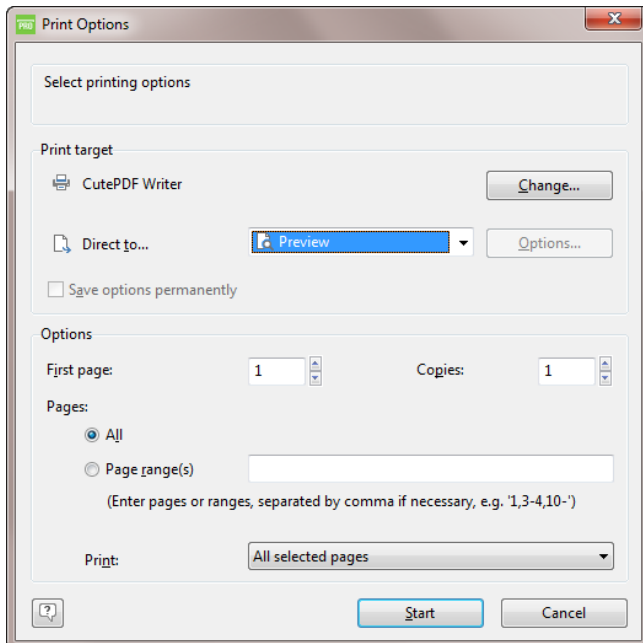 PRO Print Options
Select printing options
Print target
CutePDF Writer Change...
Direct to... Preview Options...
Save options permanently
Options
First page: 1 Copies: 1
Pages:
All
Page range(s)
(Enter pages or ranges, separated by comma if necessary, e.g. '1,3-4,10-')
Print: All selected pages
Start Cancel